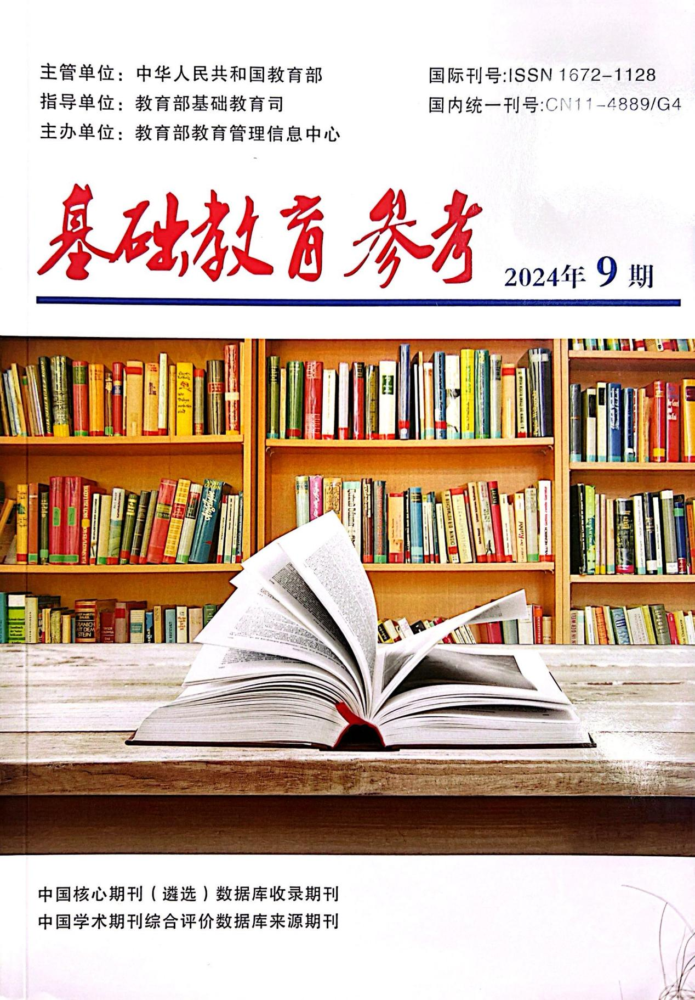 主管单位：中华人民共和国教育部
指导单位：教育部基础教育司
主办单位：教育部教育管理信息中心
国际刊号:ISSN 1672-1128
国内统一刊号:CN11-4889/G4
基础教育参考
2024年 9 期
中国核心期刊（遴选）数据库收录期刊
中国学术期刊综合评价数据库来源期刊